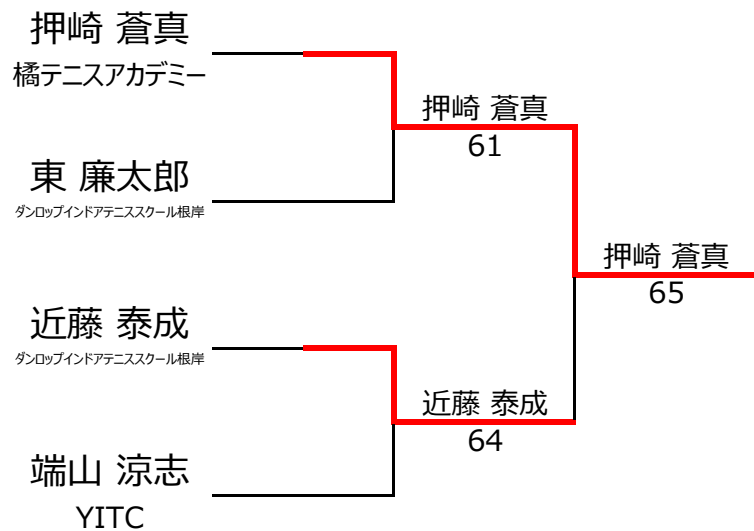 押崎 蒼真
橘テニスアカデミー
押崎 蒼真
61
東 廉太郎
ダンロップインドアテニススクール根岸
押崎 蒼真
65
近藤 泰成
ダンロップインドアテニススクール根岸
近藤 泰成
64
端山 涼志
YITC